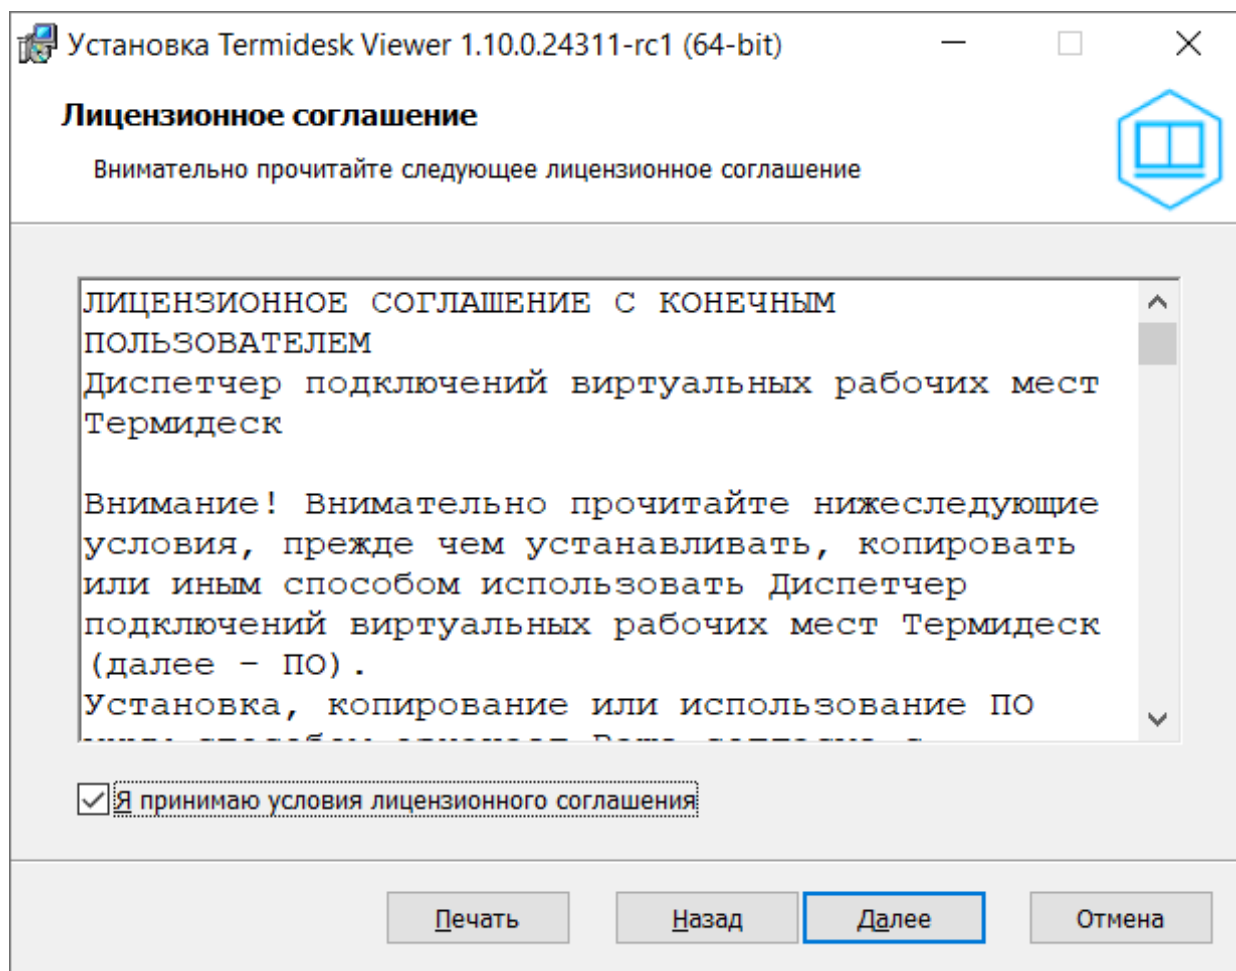 Установка Termidesk Viewer 1.10.0.24311-rc1 (64-bit)
Лицензионное соглашение
Внимательно прочитайте следующее лицензионное соглашение
ЛИЦЕНЗИОННОЕ СОГЛАШЕНИЕ С КОНЕЧНЫМ
ПОЛЬЗОВАТЕЛЕМ
Диспетчер подключений виртуальных рабочих мест
Термидеск
Внимание! Внимательно прочитайте нижеследующие
условия, прежде чем устанавливать, копировать
или иным способом использовать Диспетчер
подключений виртуальных рабочих мест Термидеск
(далее – ПО).
Установка, копирование или использование ПО
Я принимаю условия лицензионного соглашения
Печать
Назад
Далее
Отмена